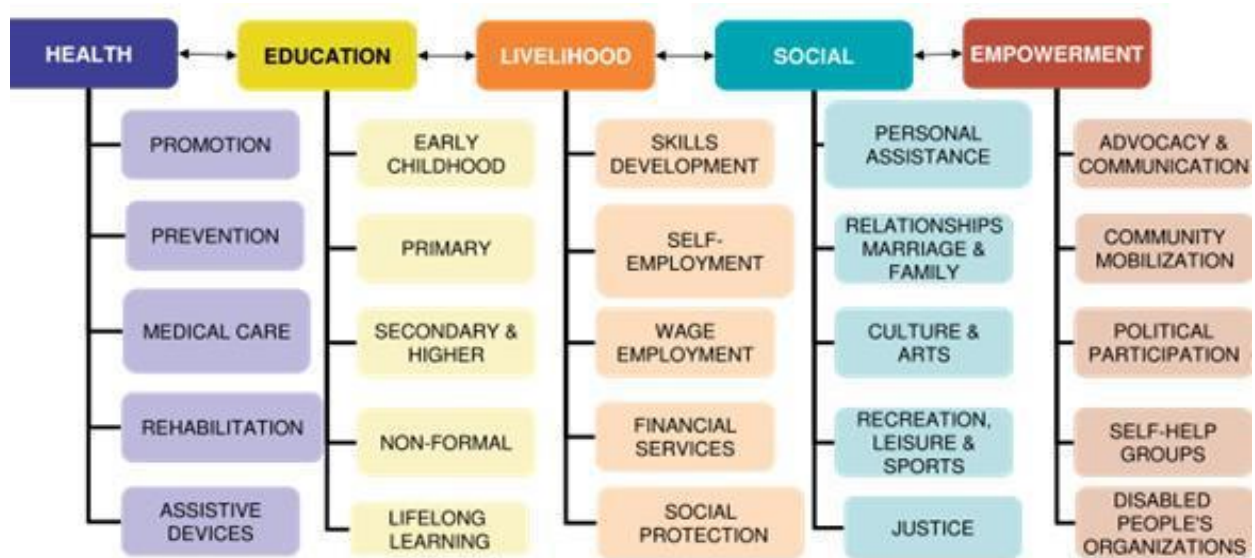 HEALTH
EDUCATION
LIVELIHOOD
SOCIAL
EMPOWERMENT
PROMOTION
PREVENTION
MEDICAL CARE
REHABILITATION
ASSISTIVE
DEVICES
EARLY
CHILDHOOD
PRIMARY
SECONDARY &
HIGHER
NON-FORMAL
LIFELONG
LEARNING
SKILLS
DEVELOPMENT
SELF-
EMPLOYMENT
WAGE
EMPLOYMENT
FINANCIAL
SERVICES
SOCIAL
PROTECTION
PERSONAL
ASSISTANCE
RELATIONSHIPS
MARRIAGE &
FAMILY
CULTURE &
ARTS
RECREATION,
LEISURE &
SPORTS
JUSTICE
ADVOCACY &
COMMUNICATION
COMMUNITY
MOBILIZATION
POLITICAL
PARTICIPATION
SELF-HELP
GROUPS
DISABLED
PEOPLE'S
ORGANIZATIONS